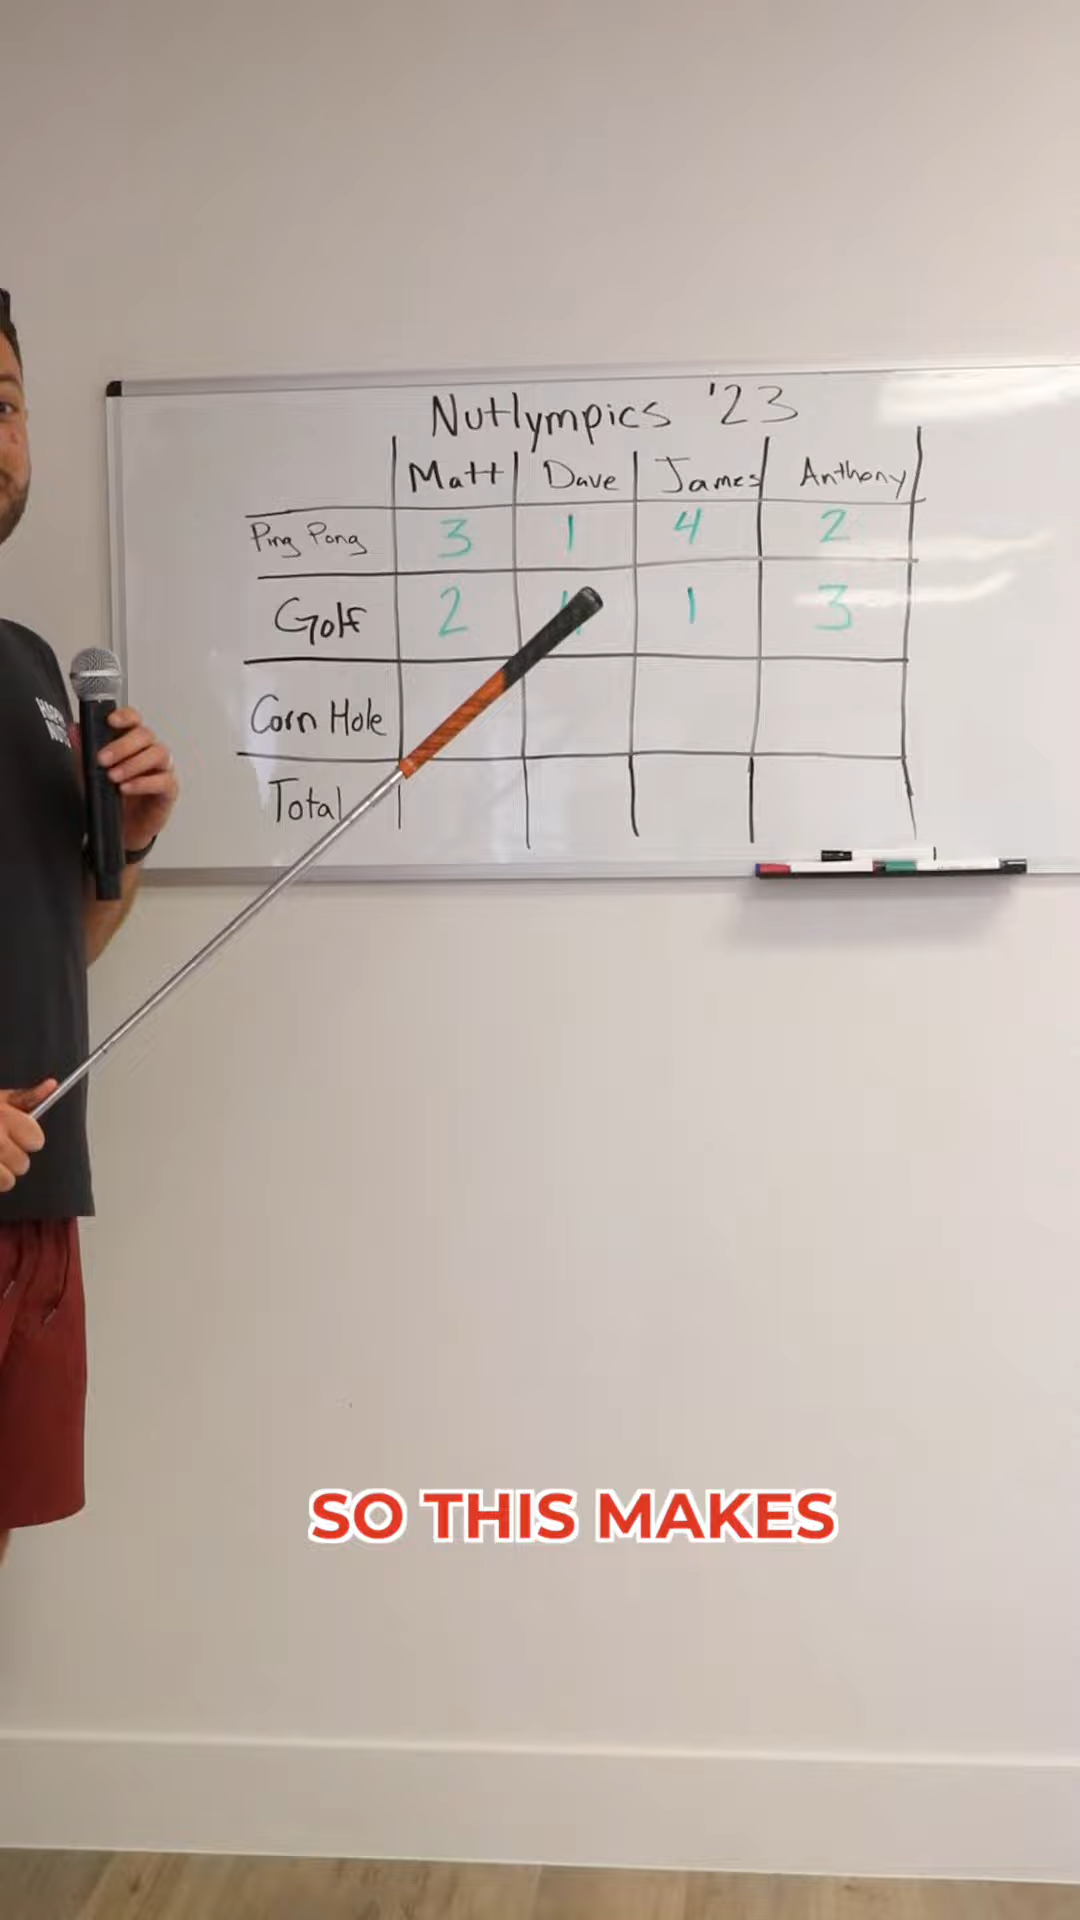 Nutlympics '23
Matt Dave James Anthony
Ping Pong 3 1 4 2
Golf 2 1 3
Corn Hole
Total
SO THIS MAKES